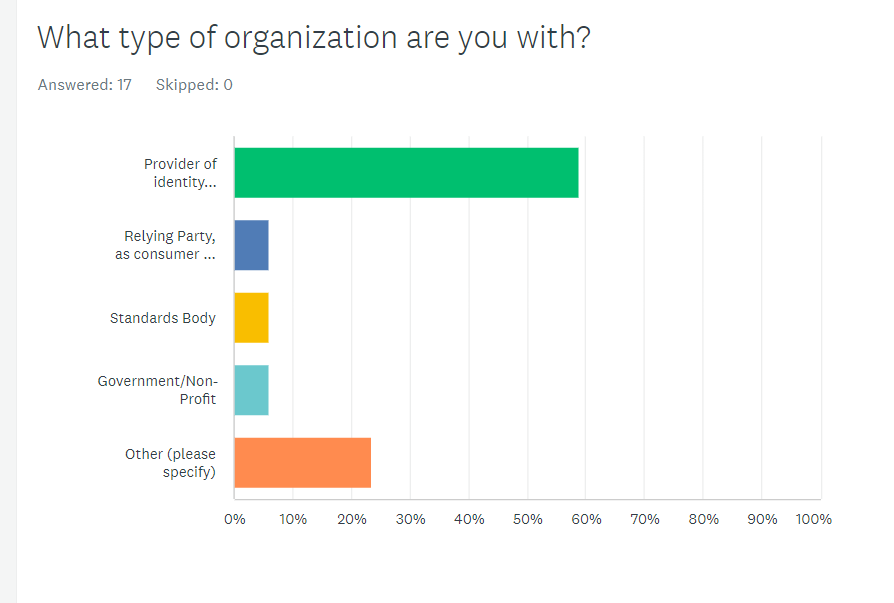 What type of organization are you with?
Answered: 17 Skipped: 0
Provider of
identity...
Relying Party,
as consumer ...
Standards Body
Government/Non-
Profit
Other (please
specify)
0% 10% 20% 30% 40% 50% 60% 70% 80% 90% 100%